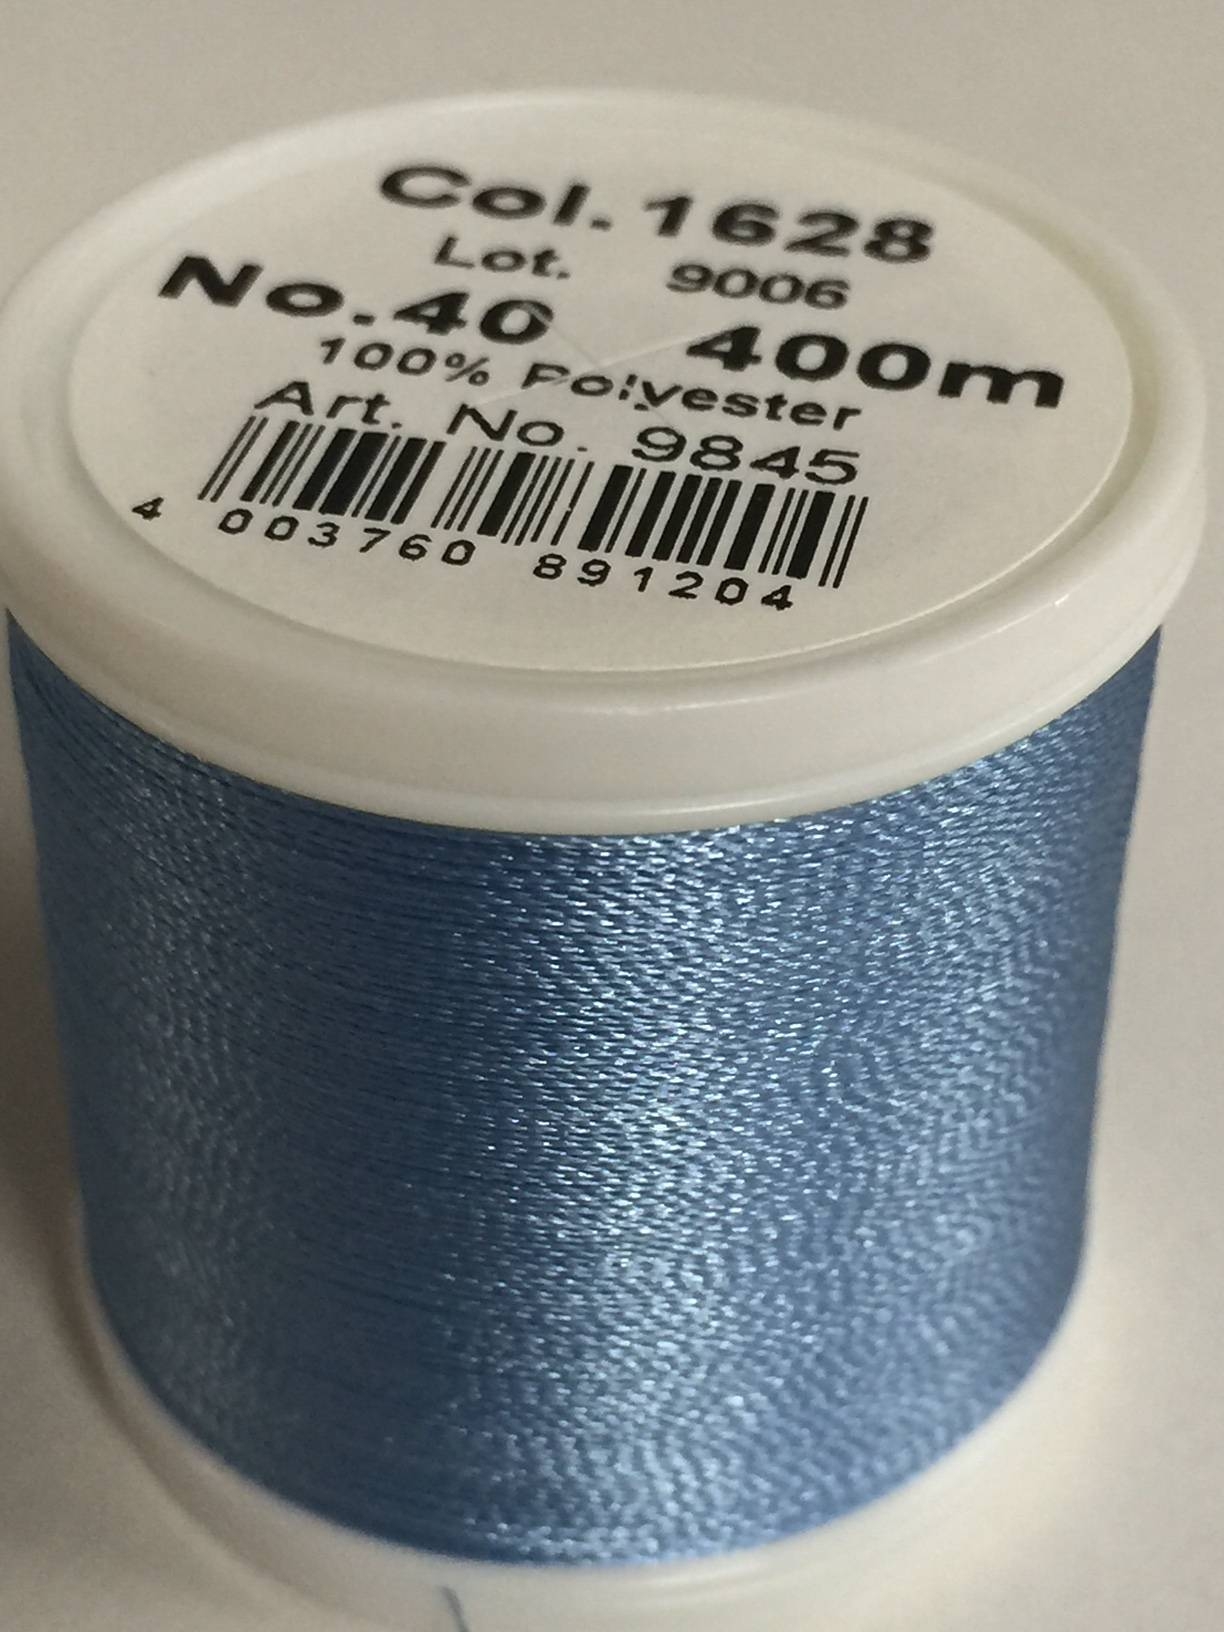 Col.1628
Lot. 9006
No.40 400m
100% Polyester
Art. No. 9845
4 003760 891204